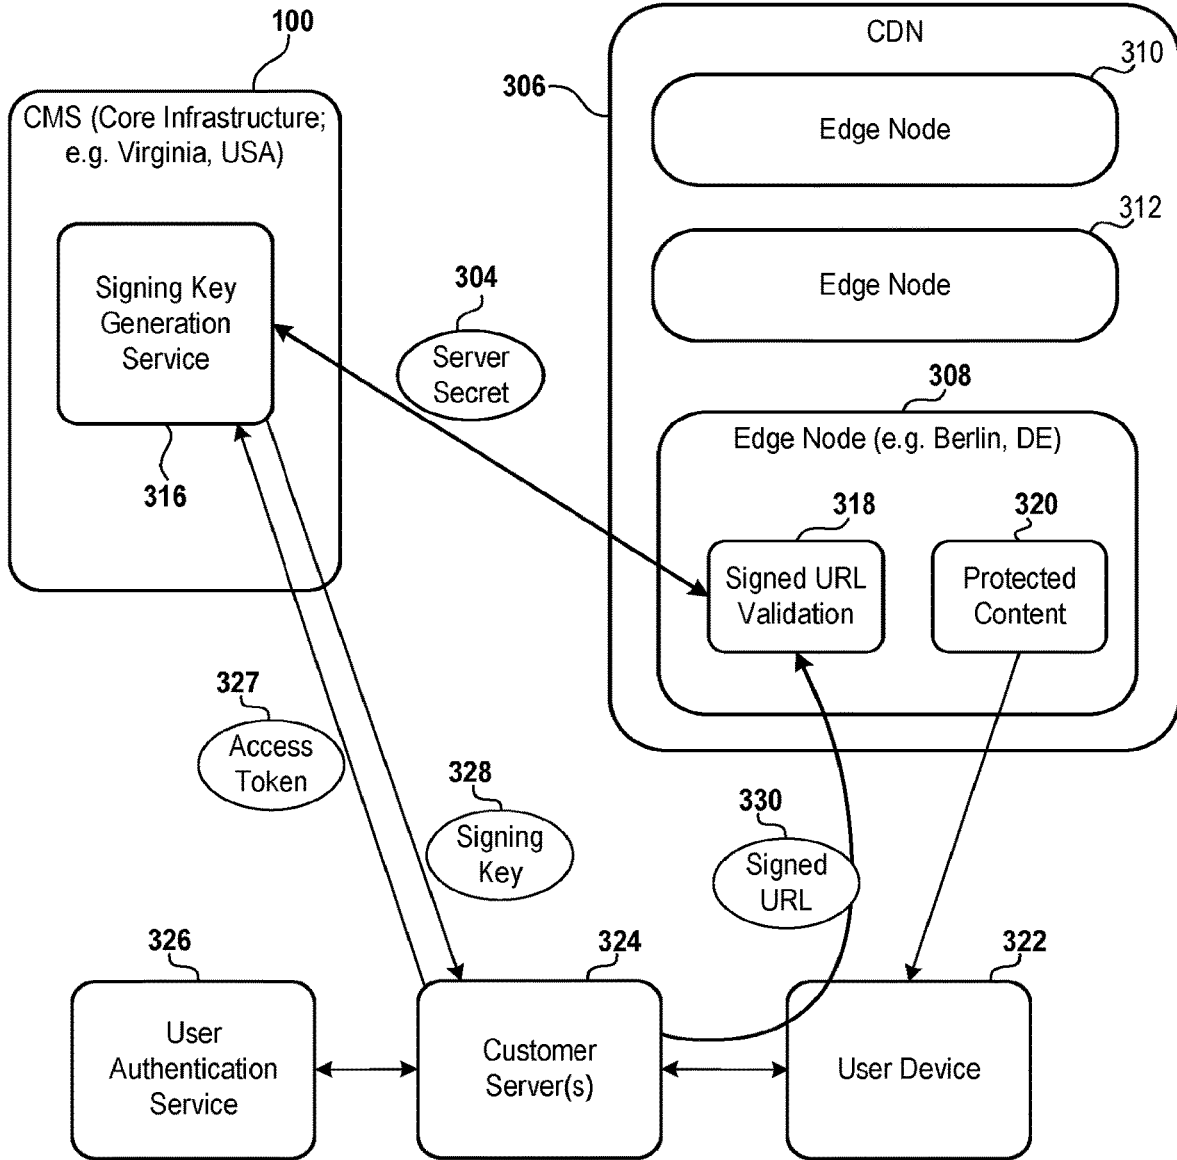 100
CMS (Core Infrastructure;
e.g. Virginia, USA)
Signing Key
Generation
Service
316
304
Server
Secret
306
CDN
310
Edge Node
312
Edge Node
308
Edge Node (e.g. Berlin, DE)
318
Signed URL
Validation
320
Protected
Content
327
Access
Token
328
Signing
Key
330
Signed
URL
326
User
Authentication
Service
324
Customer
Server(s)
322
User Device